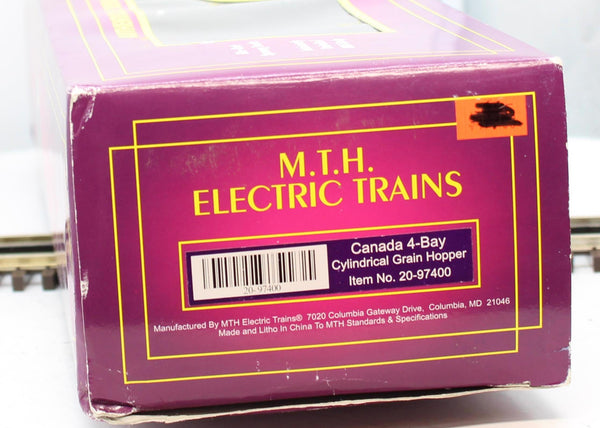 M.T.H.
ELECTRIC TRAINS
Canada 4-Bay
Cylindrical Grain Hopper
Item No. 20-97400
20-97400
Manufactured By MTH Electric Trains® 7020 Columbia Gateway Drive, Columbia, MD 21046
Made and Litho In China To MTH Standards & Specifications